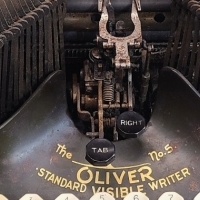 RIGHT
The No. 5
OLIVER
TAB
STANDARD VISIBLE WRITER